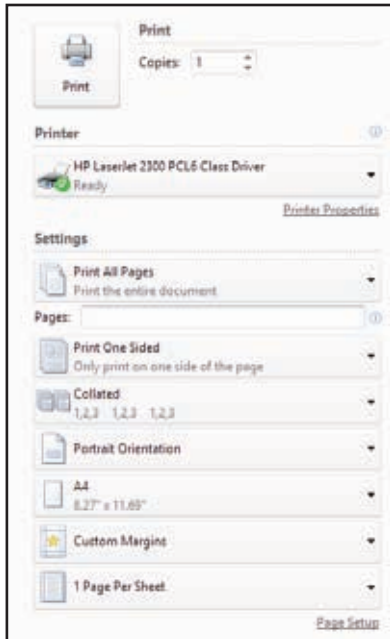 Print
Copies: 1
Print
Printer
HP LaserJet 2300 PCL6 Class Driver
Ready
Printer Properties
Settings
Print All Pages
Print the entire document
Pages:
Print One Sided
Only print on one side of the page
Collated
1,2,3 1,2,3 1,2,3
Portrait Orientation
A4
8.27" x 11.69"
Custom Margins
1 Page Per Sheet
Page Setup